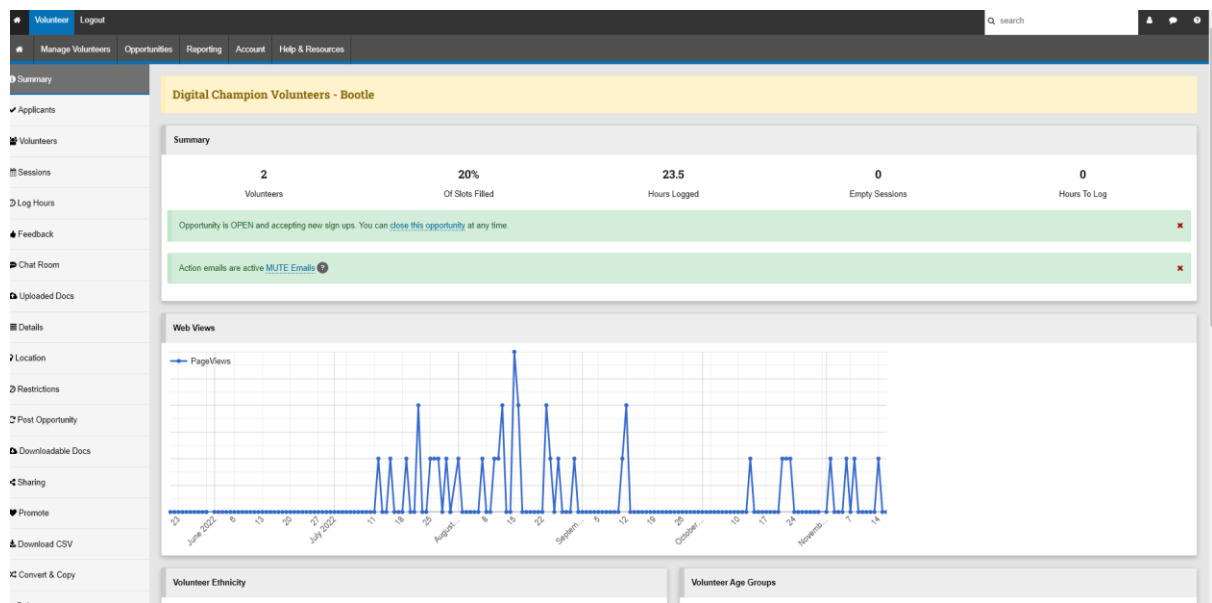 Volunteer Logout search
Manage Volunteers Opportunities Reporting Account Help & Resources
Summary
Applicants
Volunteers
Sessions
Log Hours
Feedback
Chat Room
Uploaded Docs
Details
Location
Restrictions
Post Opportunity
Downloadable Docs
Sharing
Promote
Download CSV
Convert & Copy
Digital Champion Volunteers - Bootle
Summary
2 20% 23.5 0 0
Volunteers Of Slots Filled Hours Logged Empty Sessions Hours To Log
Opportunity is OPEN and accepting new sign ups. You can close this opportunity at any time.
Action emails are active MUTE Emails ?
Web Views
PageViews
23 June 2022 6 13 20 27 July 2022 11 18 25 August... 8 15 22 Septem... 5 12 19 26 October... 10 17 24 Novemb... 7 14
Volunteer Ethnicity Volunteer Age Groups